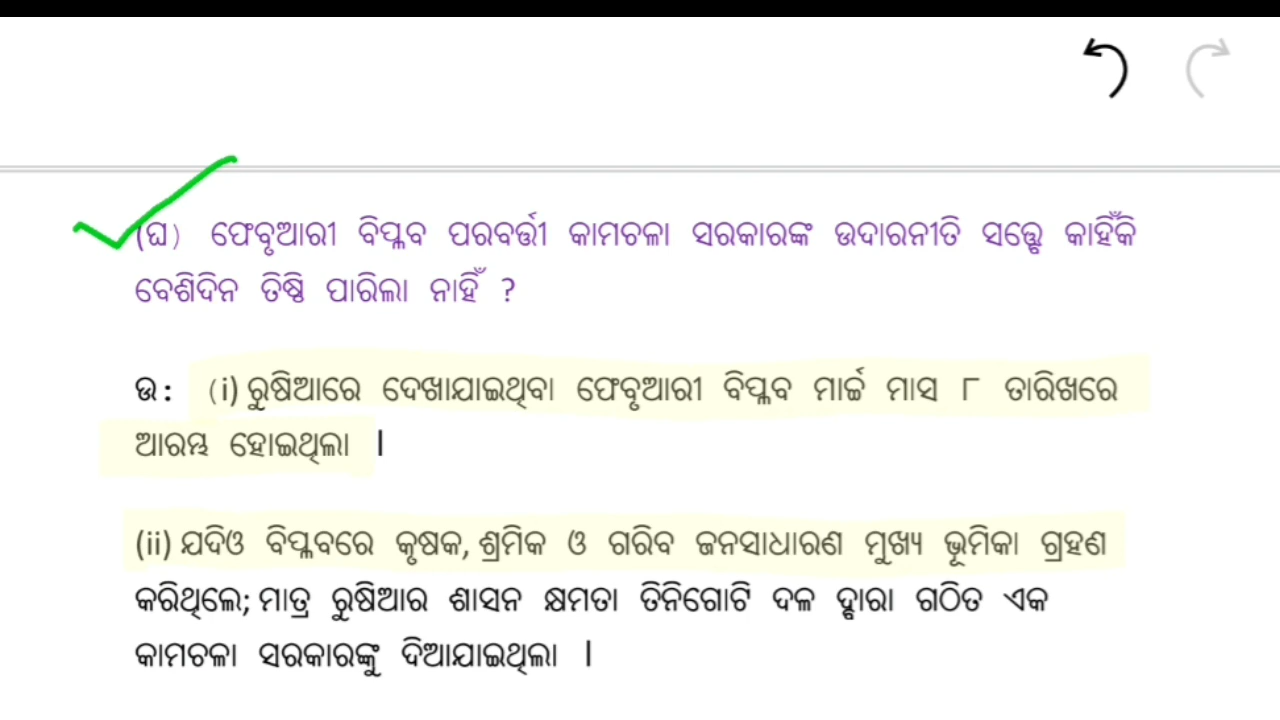 (ଘ) ଫେବୃଆରୀ ବିପ୍ଳବ ପରବର୍ତ୍ତୀ କାମଚଳା ସରକାରଙ୍କ ଉଦାରନୀତି ସତ୍ତ୍ୱେ କାହିଁକି
ବେଶିଦିନ ତିଷ୍ଠି ପାରିଲା ନାହିଁ ?
ଉ : (i) ରୁଷିଆରେ ଦେଖାଯାଇଥିବା ଫେବୃଆରୀ ବିପ୍ଳବ ମାର୍ଚ୍ଚ ମାସ ୮ ତାରିଖରେ
ଆରମ୍ଭ ହୋଇଥିଲା |
(ii) ଯଦିଓ ବିପ୍ଳବରେ କୃଷକ, ଶ୍ରମିକ ଓ ଗରିବ ଜନସାଧାରଣ ମୁଖ୍ୟ ଭୂମିକା ଗ୍ରହଣ
କରିଥିଲେ; ମାତ୍ର ରୁଷିଆର ଶାସନ କ୍ଷମତା ତିନିଗୋଟି ଦଳ ଦ୍ବାରା ଗଠିତ ଏକ
କାମଚଳା ସରକାରଙ୍କୁ ଦିଆଯାଇଥିଲା |